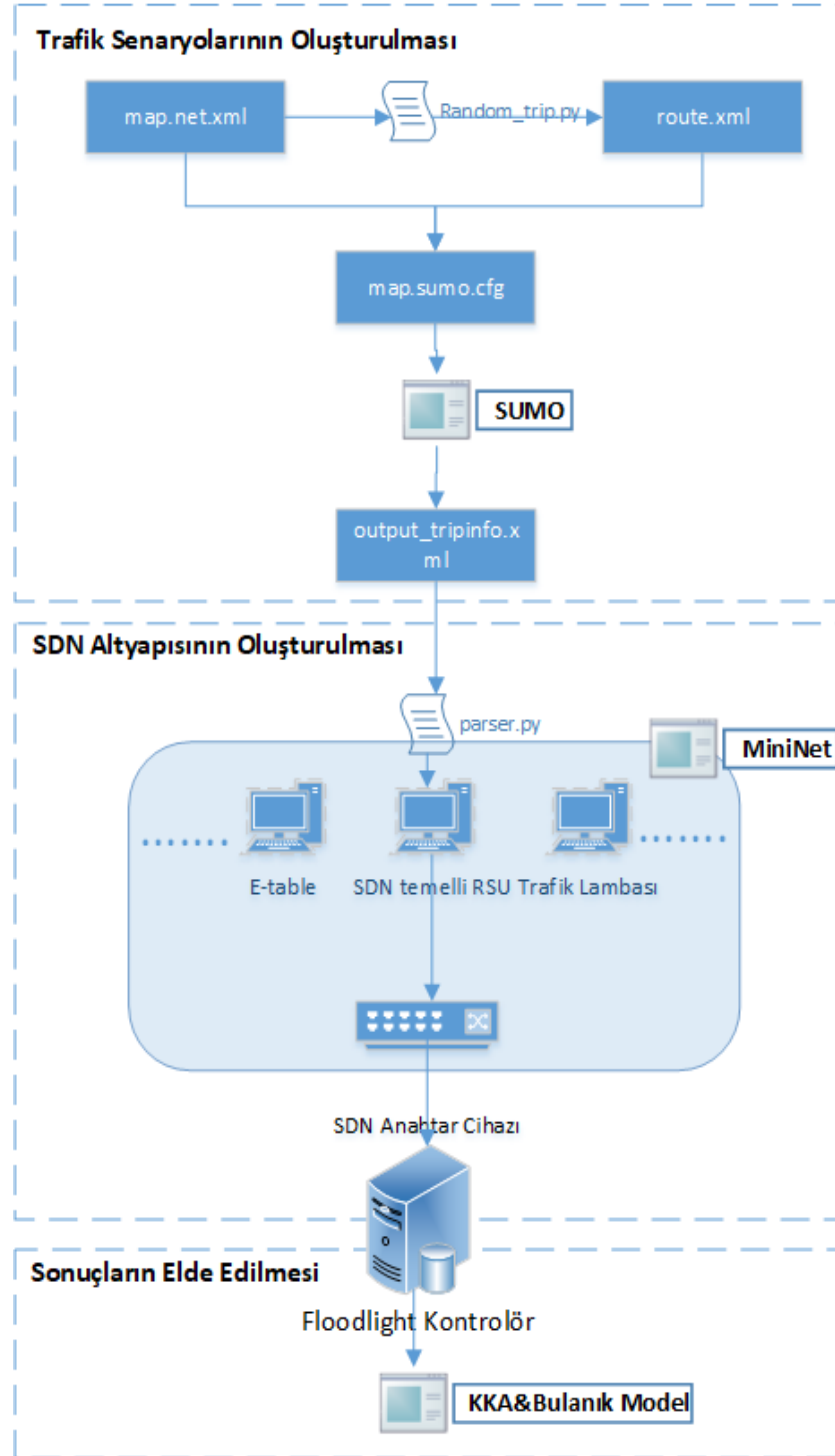 Trafik Senaryolarının Oluşturulması
map.net.xml
Random_trip.py
route.xml
map.sumo.cfg
SUMO
output_tripinfo.x
ml
SDN Altyapısının Oluşturulması
parser.py
MiniNet
E-table
SDN temelli RSU
Trafik Lambası
SDN Anahtar Cihazı
Sonuçların Elde Edilmesi
Floodlight Kontrolör
KKA&Bulanık Model